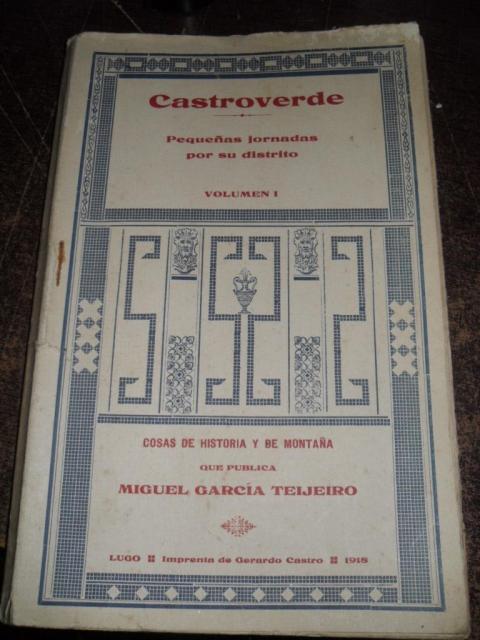 Castroverde
Pequeñas jornadas
por su distrito
VOLUMEN I
COSAS DE HISTORIA Y DE MONTAÑA
QUE PUBLICA
MIGUEL GARCÍA TEIJEIRO
LUGO Imprenta de Gerardo Castro 1918